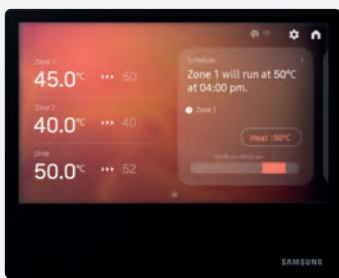 Zone 1
45.0℃ ››› 50
Zone 2
40.0℃ ››› 40
DHW
50.0℃ ››› 52
Schedule
Zone 1 will run at 50℃
at 04:00 pm.
Zone 1
Heat | 50℃
SAMSUNG